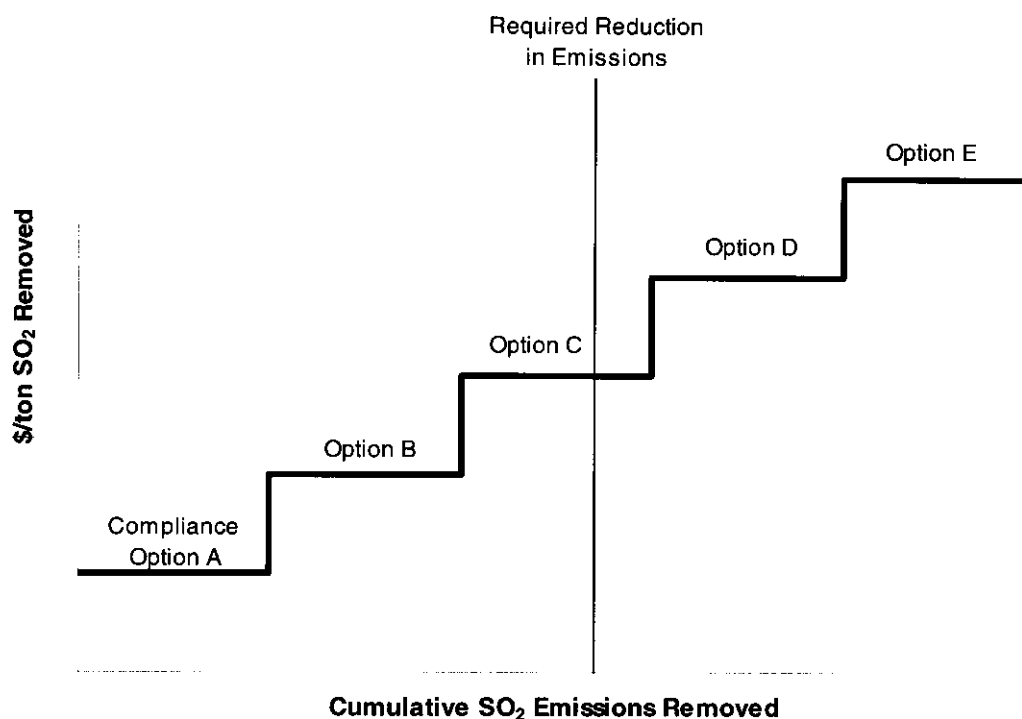 Required Reduction
in Emissions
Option E
Option D
Option C
Option B
Compliance
Option A
$/ton SO₂ Removed
Cumulative SO₂ Emissions Removed